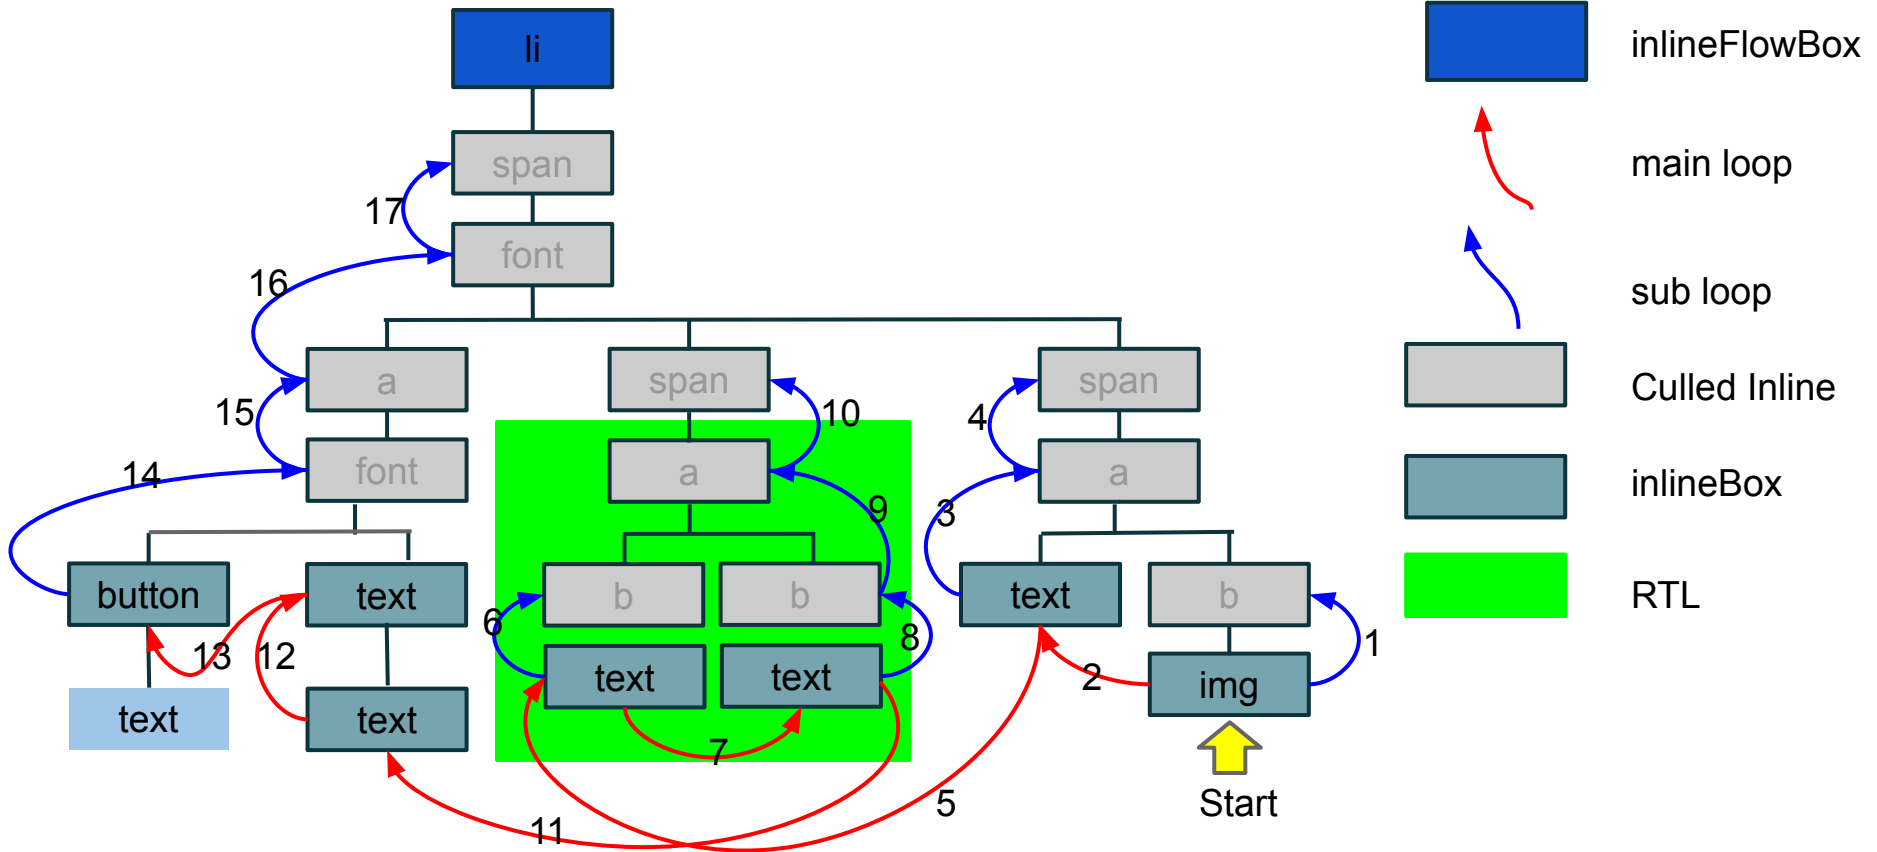 li
inlineFlowBox
span
main loop
17
font
16
sub loop
a
span
span
Culled Inline
15
10
4
font
a
a
14
inlineBox
9
3
button
text
b
b
text
b
RTL
6
8
1
13
12
text
text
2
img
text
text
7
Start
5
11